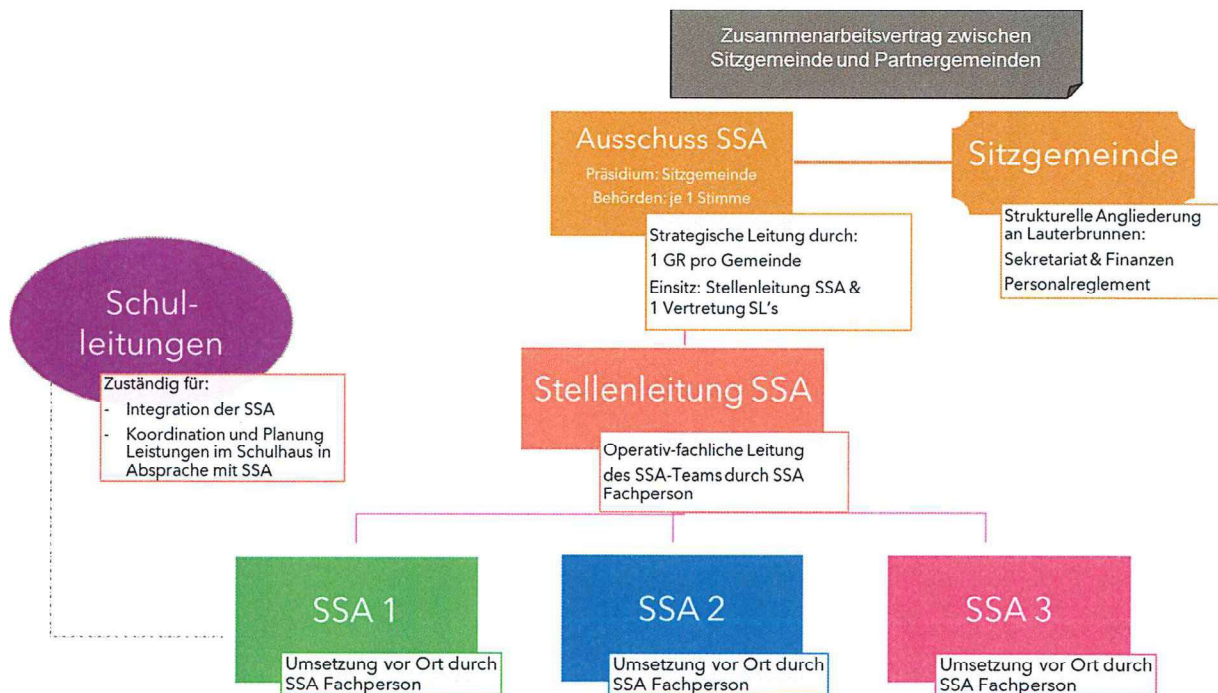 Zusammenarbeitsvertrag zwischen
Sitzgemeinde und Partnergemeinden
Ausschuss SSA
Präsidium: Sitzgemeinde
Behörden: je 1 Stimme
Strategische Leitung durch:
1 GR pro Gemeinde
Einsitz: Stellenleitung SSA &
1 Vertretung SL's
Sitzgemeinde
Strukturelle Angliederung
an Lauterbrunnen:
Sekretariat & Finanzen
Personalreglement
Schul-
leitungen
Zuständig für:
- Integration der SSA
- Koordination und Planung
Leistungen im Schulhaus in
Absprache mit SSA
Stellenleitung SSA
Operativ-fachliche Leitung
des SSA-Teams durch SSA
Fachperson
SSA 1
Umsetzung vor Ort durch
SSA Fachperson
SSA 2
Umsetzung vor Ort durch
SSA Fachperson
SSA 3
Umsetzung vor Ort durch
SSA Fachperson